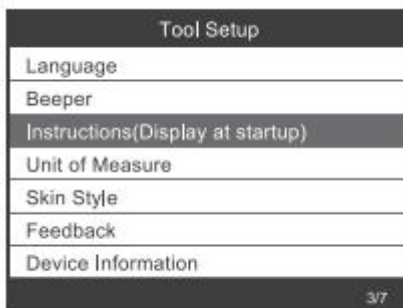 Tool Setup
Language
Beeper
Instructions(Display at startup)
Unit of Measure
Skin Style
Feedback
Device Information
3/7